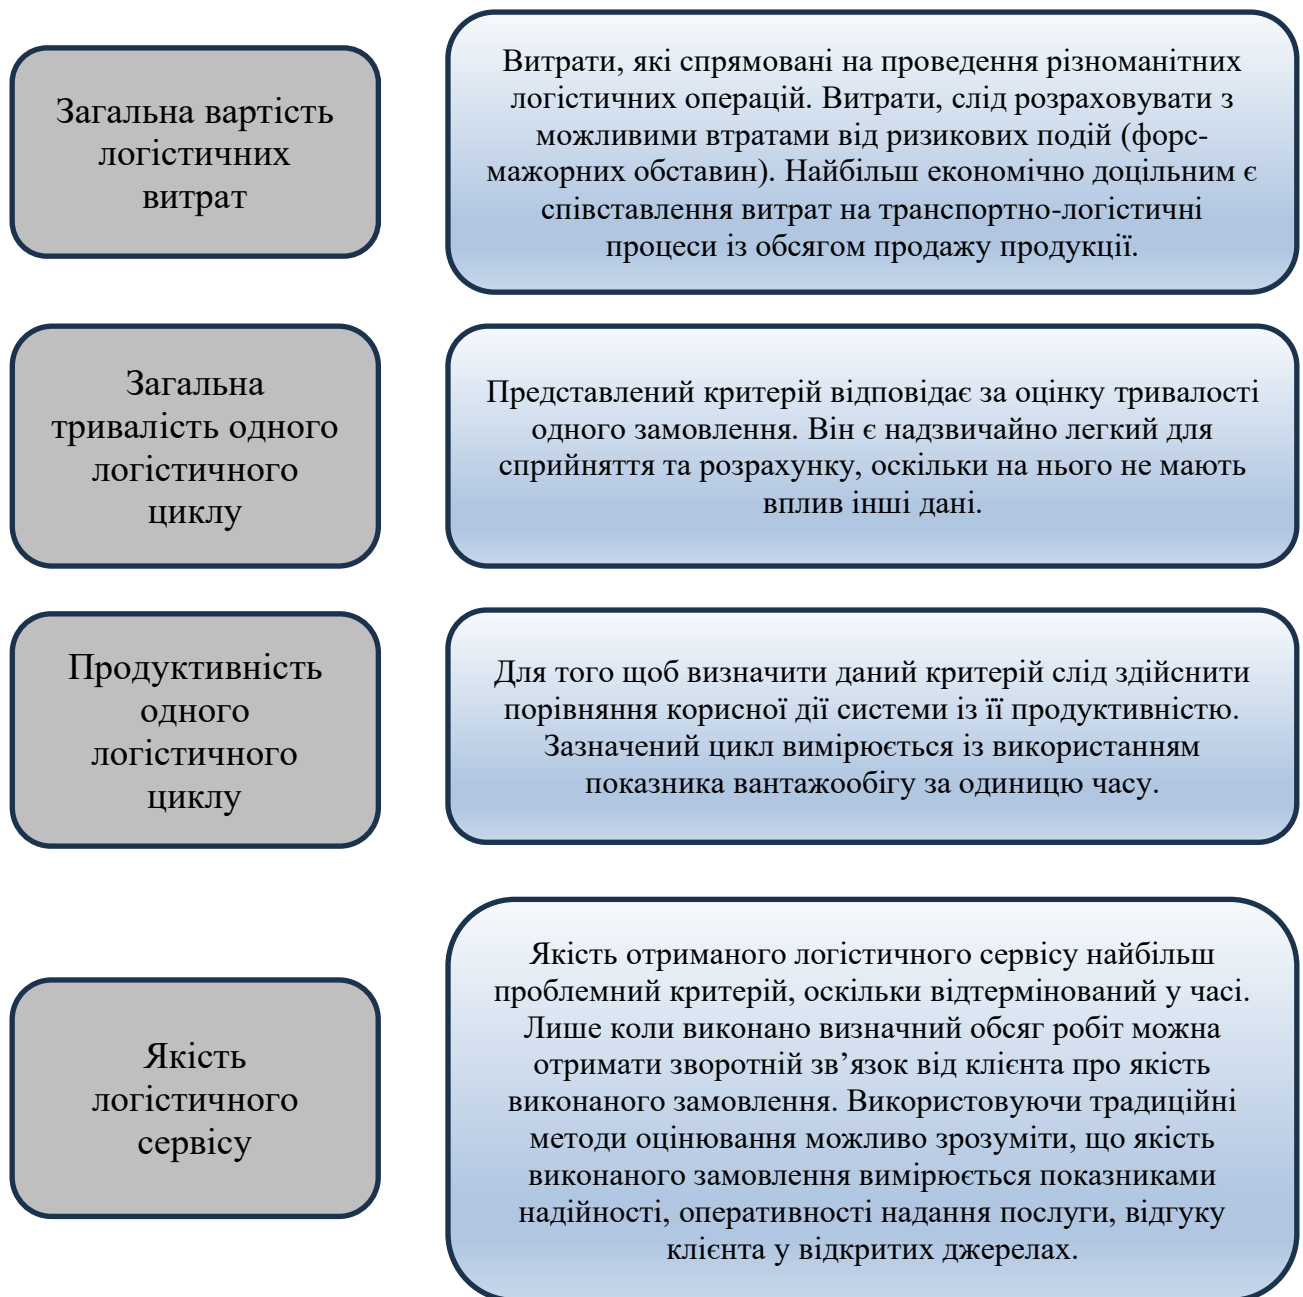 Загальна вартість
логістичних
витрат
Витрати, які спрямовані на проведення різноманітних
логістичних операцій. Витрати, слід розраховувати з
можливими втратами від ризикових подій (форс-
мажорних обставин). Найбільш економічно доцільним є
співставлення витрат на транспортно-логістичні
процеси із обсягом продажу продукції.
Загальна
тривалість одного
логістичного
циклу
Представлений критерій відповідає за оцінку тривалості
одного замовлення. Він є надзвичайно легкий для
сприйняття та розрахунку, оскільки на нього не мають
вплив інші дані.
Продуктивність
одного
логістичного
циклу
Для того щоб визначити даний критерій слід здійснити
порівняння корисної дії системи із її продуктивністю.
Зазначений цикл вимірюється із використанням
показника вантажообігу за одиницю часу.
Якість
логістичного
сервісу
Якість отриманого логістичного сервісу найбільш
проблемний критерій, оскільки відтермінований у часі.
Лише коли виконано визначний обсяг робіт можна
отримати зворотній зв’язок від клієнта про якість
виконаного замовлення. Використовуючи традиційні
методи оцінювання можливо зрозуміти, що якість
виконаного замовлення вимірюється показниками
надійності, оперативності надання послуги, відгуку
клієнта у відкритих джерелах.